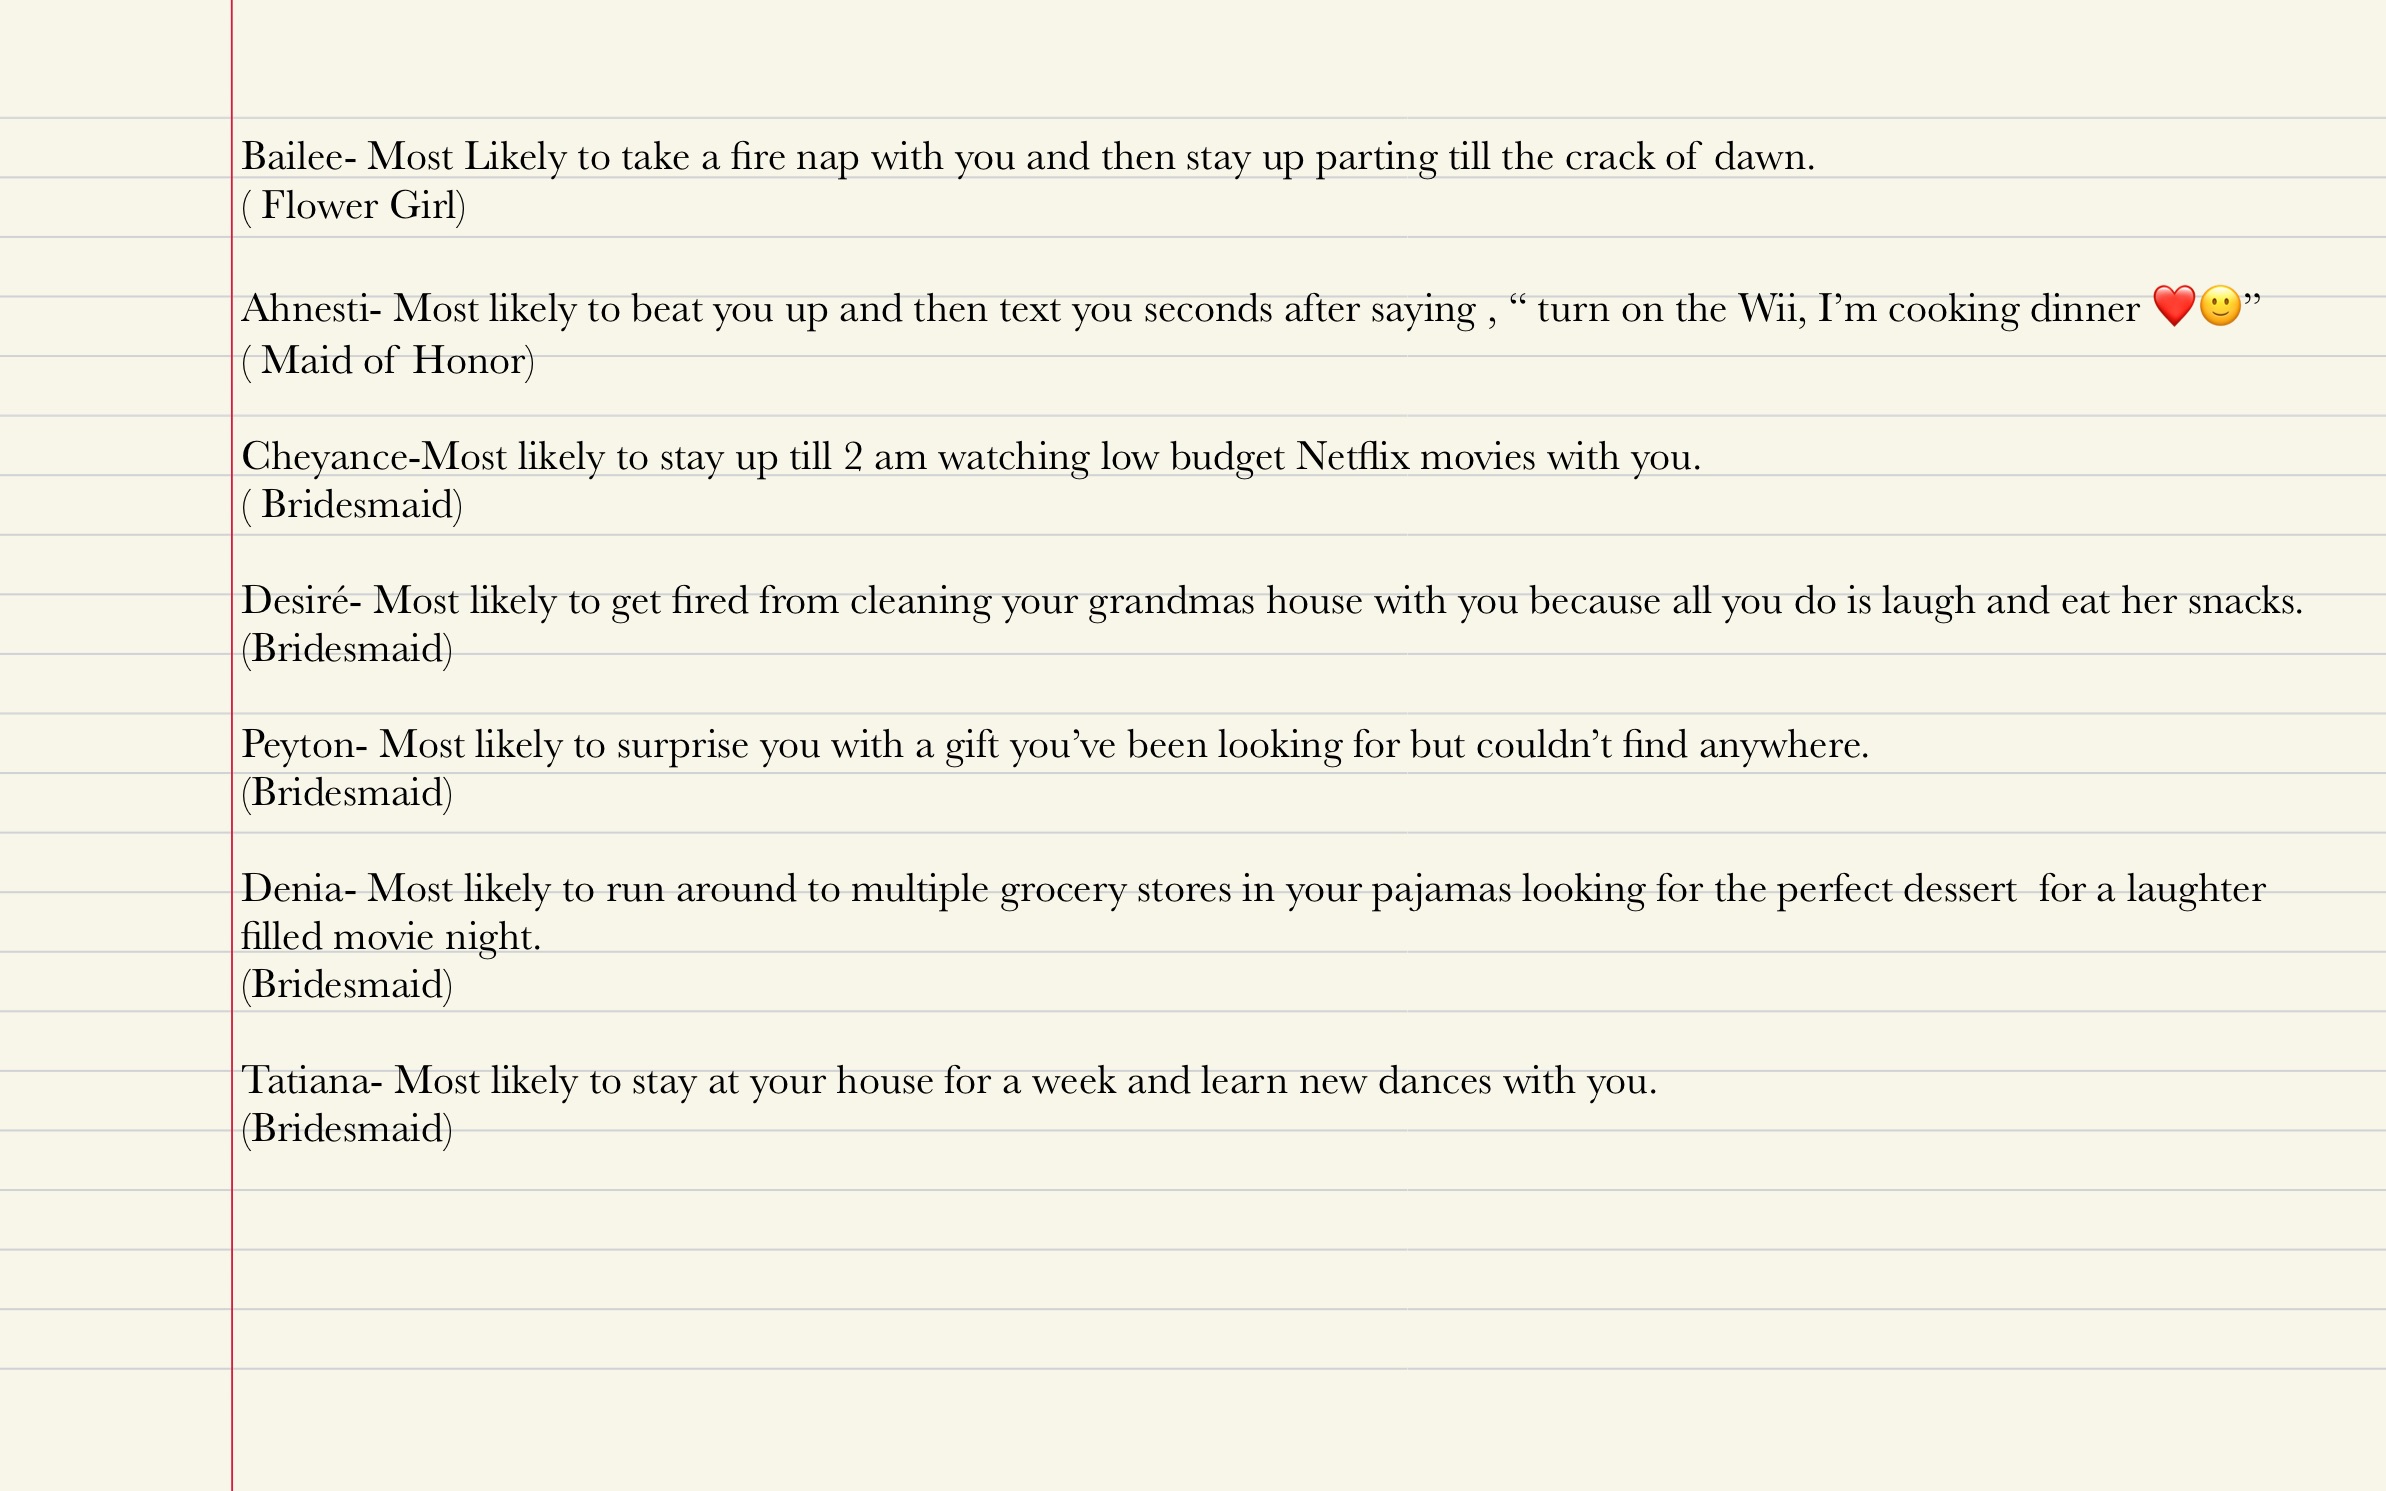 Bailee- Most Likely to take a fire nap with you and then stay up parting till the crack of dawn.
( Flower Girl)
Ahnesti- Most likely to beat you up and then text you seconds after saying , “ turn on the Wii, I’m cooking dinner ❤️🙂”
( Maid of Honor)
Cheyance-Most likely to stay up till 2 am watching low budget Netflix movies with you.
( Bridesmaid)
Desiré- Most likely to get fired from cleaning your grandmas house with you because all you do is laugh and eat her snacks.
(Bridesmaid)
Peyton- Most likely to surprise you with a gift you’ve been looking for but couldn’t find anywhere.
(Bridesmaid)
Denia- Most likely to run around to multiple grocery stores in your pajamas looking for the perfect dessert  for a laughter
filled movie night.
(Bridesmaid)
Tatiana- Most likely to stay at your house for a week and learn new dances with you.
(Bridesmaid)